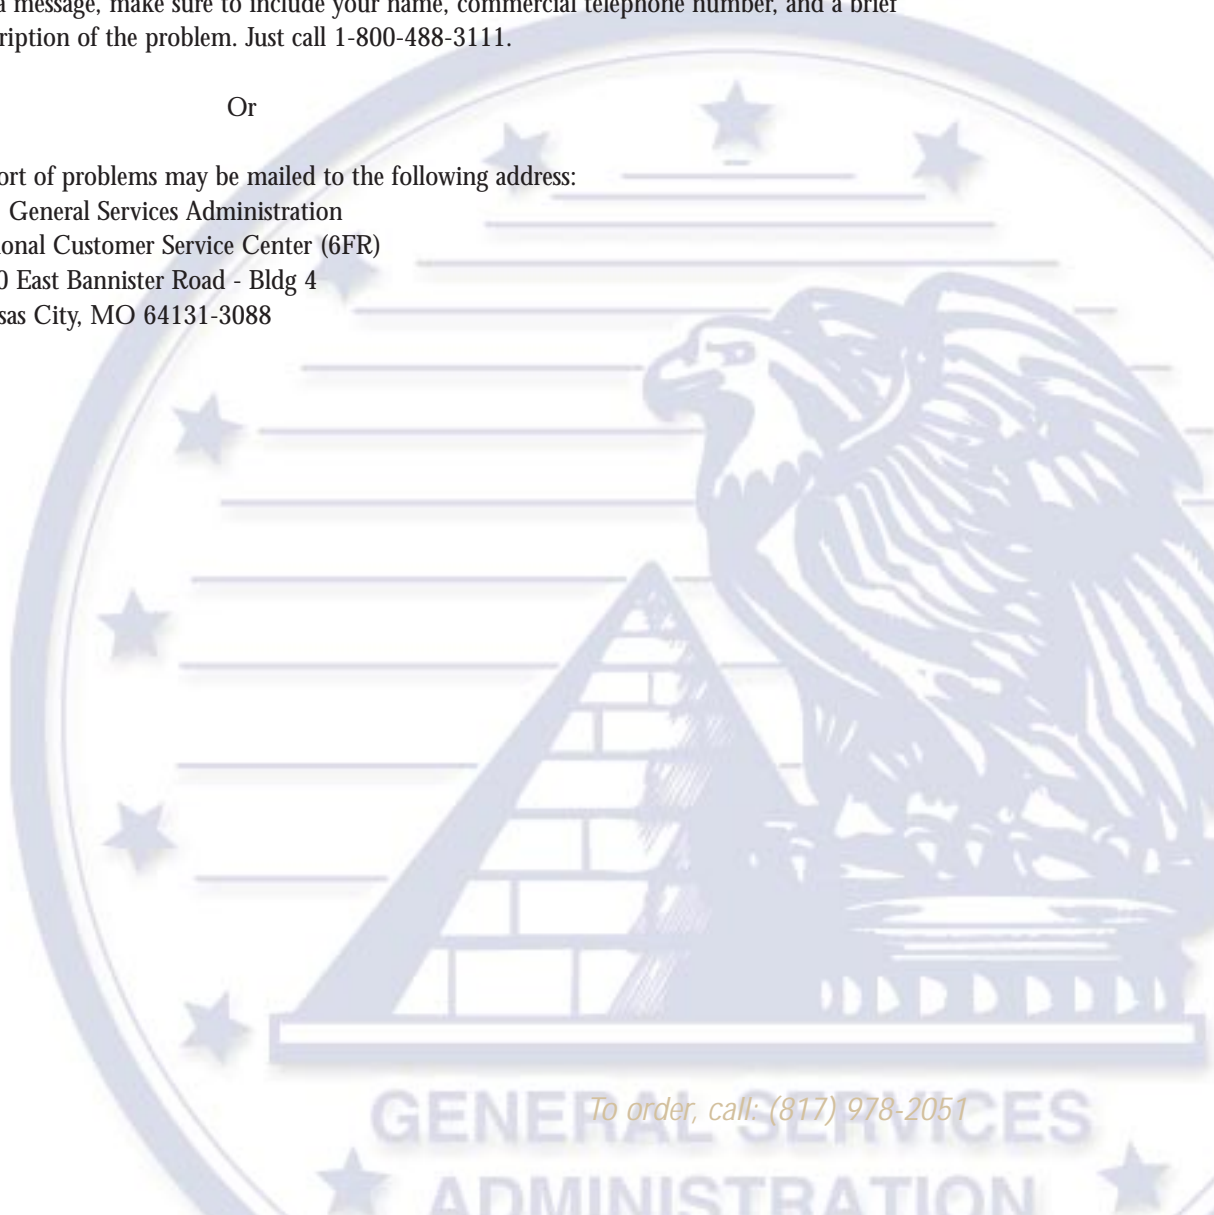 a message, make sure to include your name, commercial telephone number, and a brief
ription of the problem. Just call 1-800-488-3111.
Or
ort of problems may be mailed to the following address:
General Services Administration
ional Customer Service Center (6FR)
0 East Bannister Road - Bldg 4
sas City, MO 64131-3088
To order, call: (817) 978-2051
GENERAL SERVICES
ADMINISTRATION